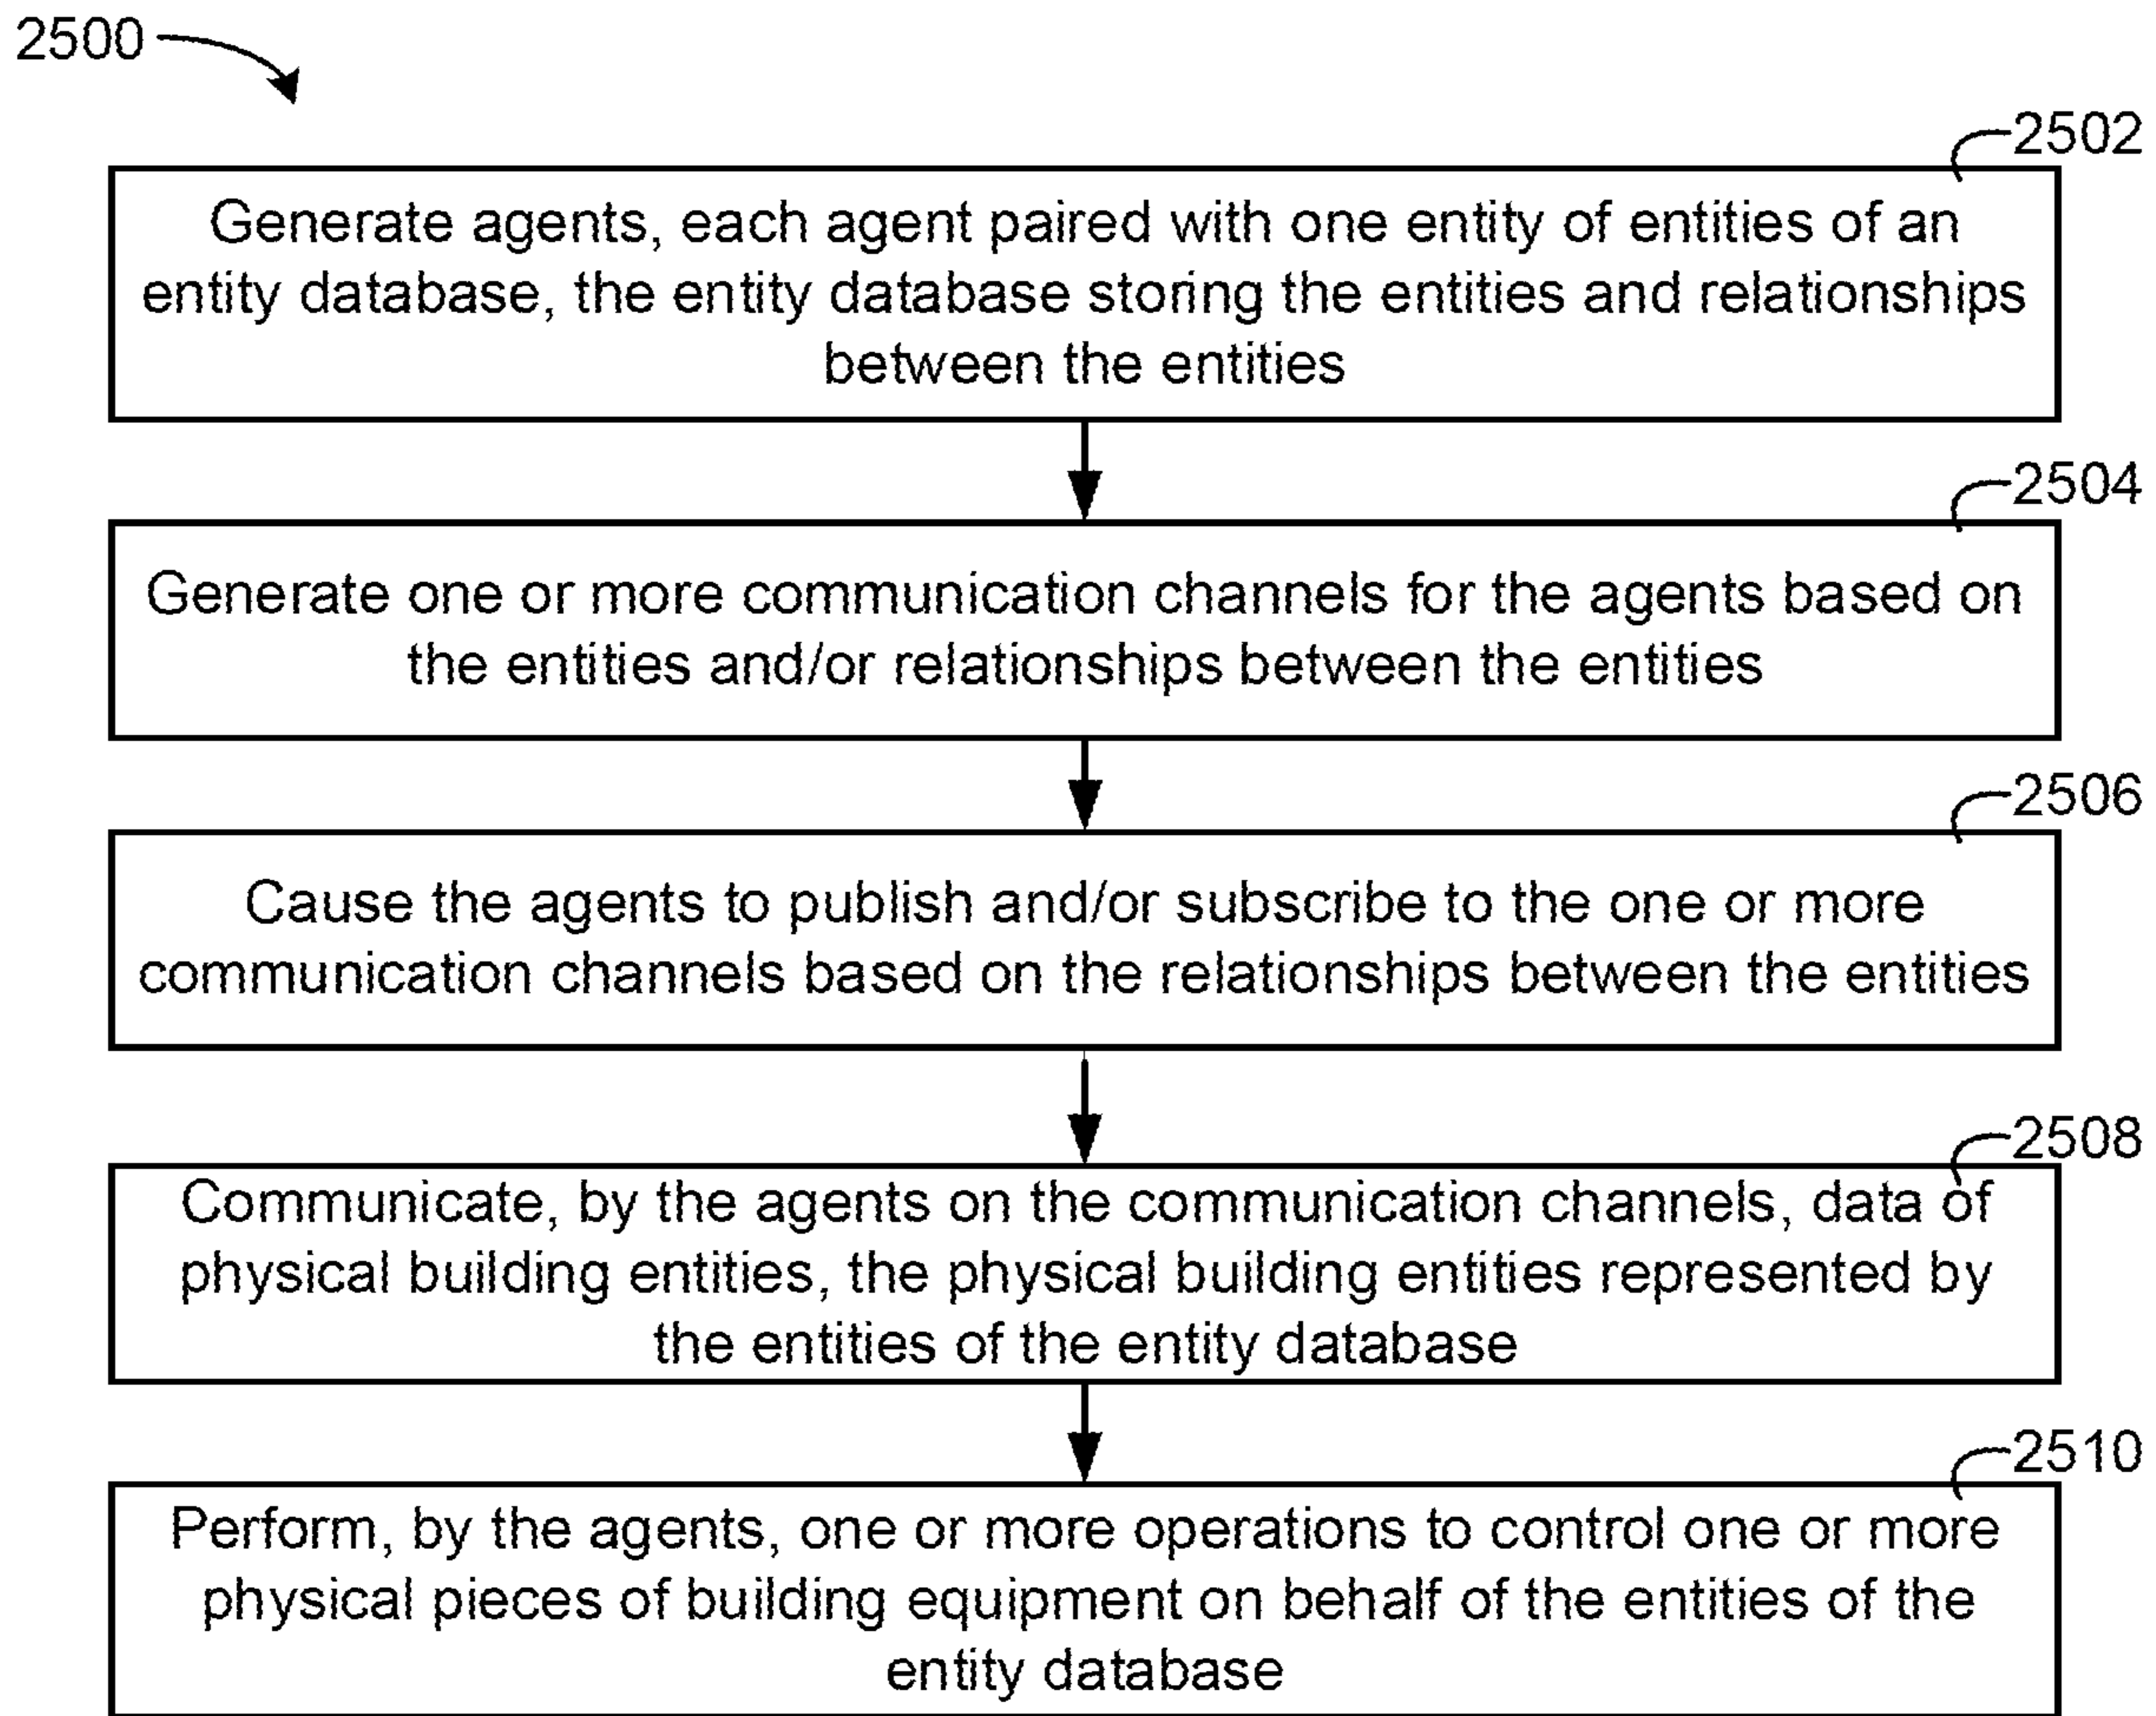 2500
2502
Generate agents, each agent paired with one entity of entities of an
entity database, the entity database storing the entities and relationships
between the entities
2504
Generate one or more communication channels for the agents based on
the entities and/or relationships between the entities
2506
Cause the agents to publish and/or subscribe to the one or more
communication channels based on the relationships between the entities
2508
Communicate, by the agents on the communication channels, data of
physical building entities, the physical building entities represented by
the entities of the entity database
2510
Perform, by the agents, one or more operations to control one or more
physical pieces of building equipment on behalf of the entities of the
entity database